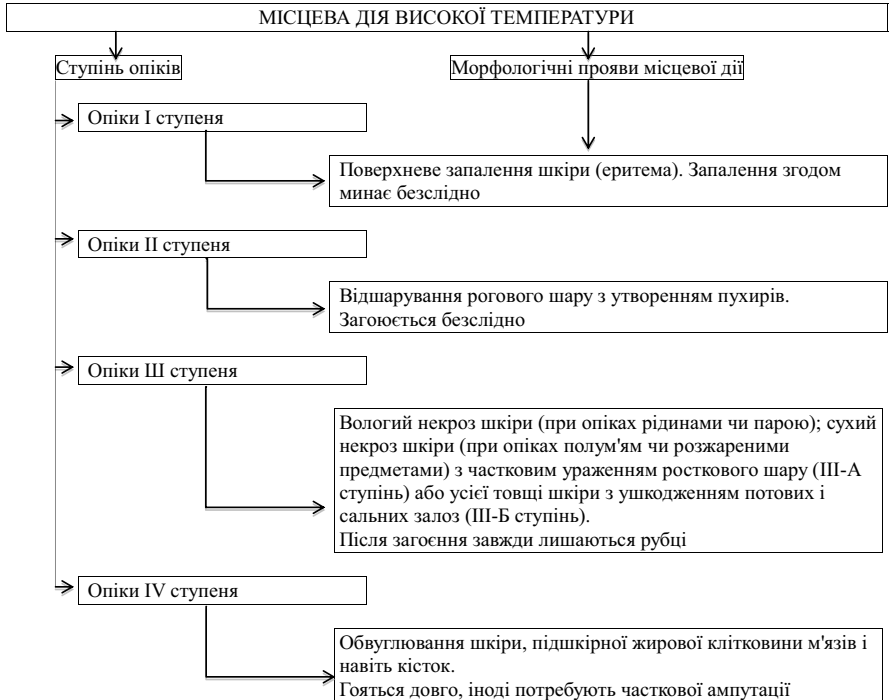 МІСЦЕВА ДІЯ ВИСОКОЇ ТЕМПЕРАТУРИ
Ступінь опіків
Морфологічні прояви місцевої дії
Опіки І ступеня
Поверхневе запалення шкіри (еритема). Запалення згодом
минає безслідно
Опіки ІІ ступеня
Відшарування рогового шару з утворенням пухирів.
Загоюється безслідно
Опіки Ш ступеня
Вологий некроз шкіри (при опіках рідинами чи парою); сухий
некроз шкіри (при опіках полум'ям чи розжареними
предметами) з частковим ураженням росткового шару (ІІІ-А
ступінь) або усієї товщі шкіри з ушкодженням потових і
сальних залоз (ІІІ-Б ступінь).
Після загоєння завжди лишаються рубці
Опіки IV ступеня
Обвуглювання шкіри, підшкірної жирової клітковини м'язів і
навіть кісток.
Гояться довго, іноді потребують часткової ампутації